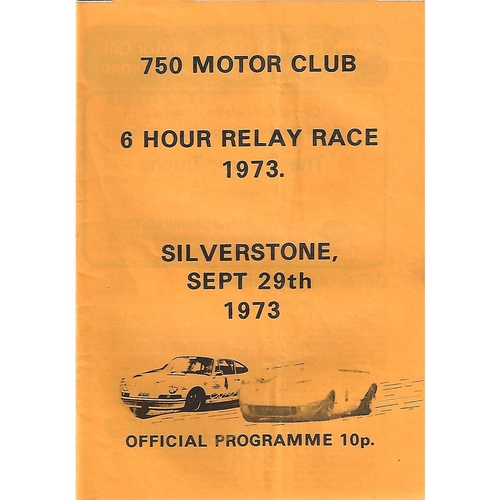 750 MOTOR CLUB
6 HOUR RELAY RACE
1973.
SILVERSTONE,
SEPT 29th
1973
OFFICIAL PROGRAMME 10p.